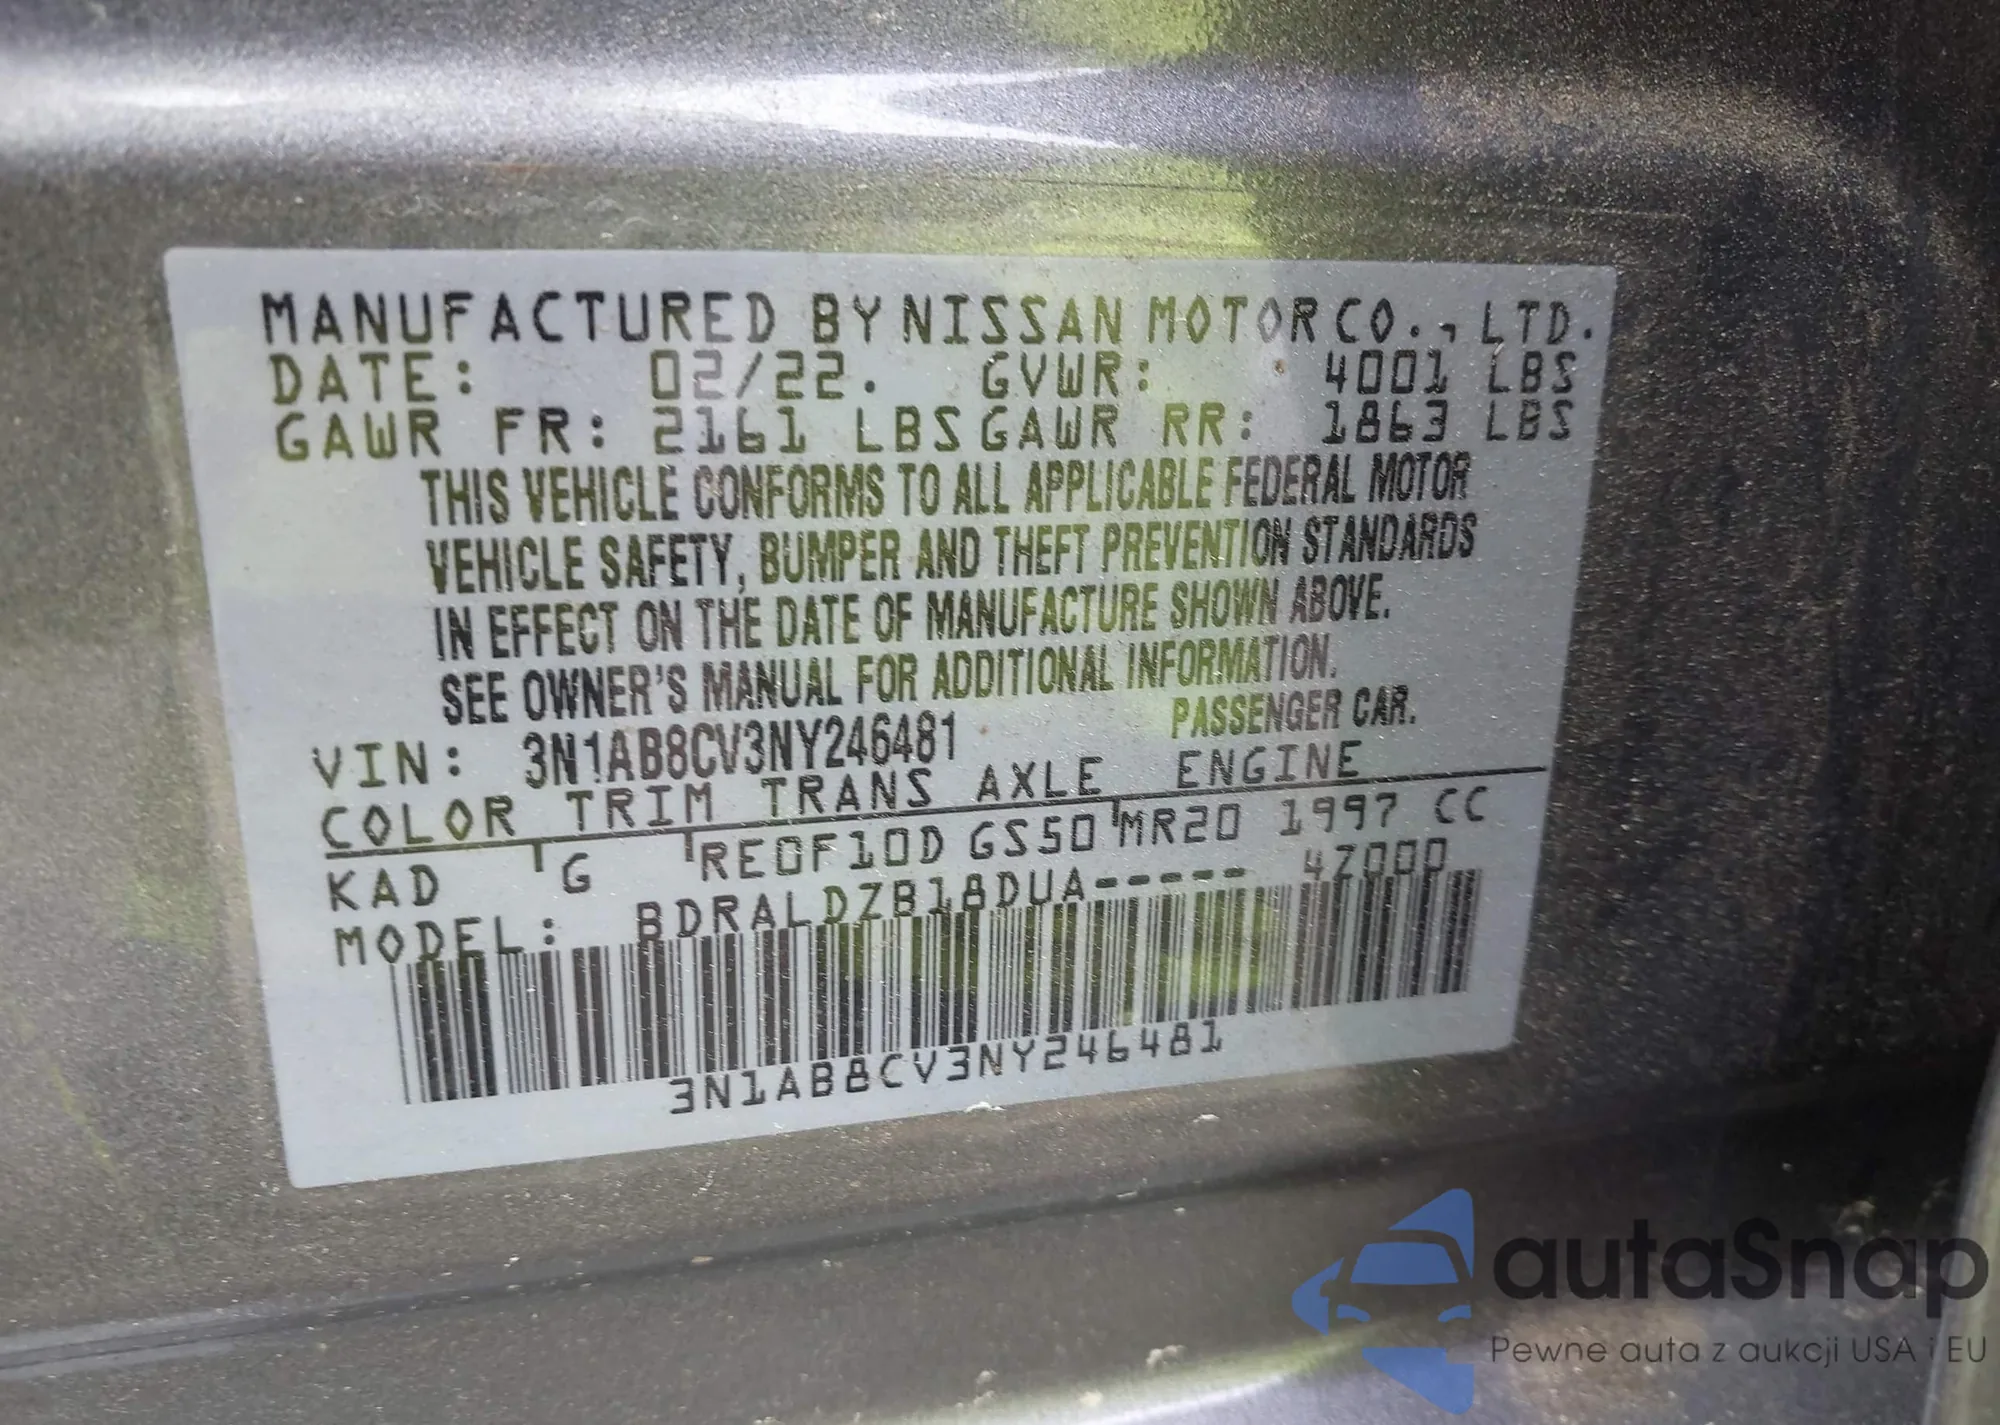 MANUFACTURED BY NISSAN MOTOR CO., LTD.
DATE: 02/22. GVWR: 4001 LBS
GAWR FR: 2161 LBS GAWR RR: 1863 LBS
THIS VEHICLE CONFORMS TO ALL APPLICABLE FEDERAL MOTOR
VEHICLE SAFETY, BUMPER AND THEFT PREVENTION STANDARDS
IN EFFECT ON THE DATE OF MANUFACTURE SHOWN ABOVE.
SEE OWNER'S MANUAL FOR ADDITIONAL INFORMATION.
VIN: 3N1AB8CV3NY246481 PASSENGER CAR.
COLOR TRIM TRANS AXLE ENGINE
KAD G RE0F10D GS50 MR20 1997 CC
MODEL: BDRALDZB18DUA----- 4Z000
3N1AB8CV3NY246481
autaSnap
Pewne auta z aukcji USA i EU